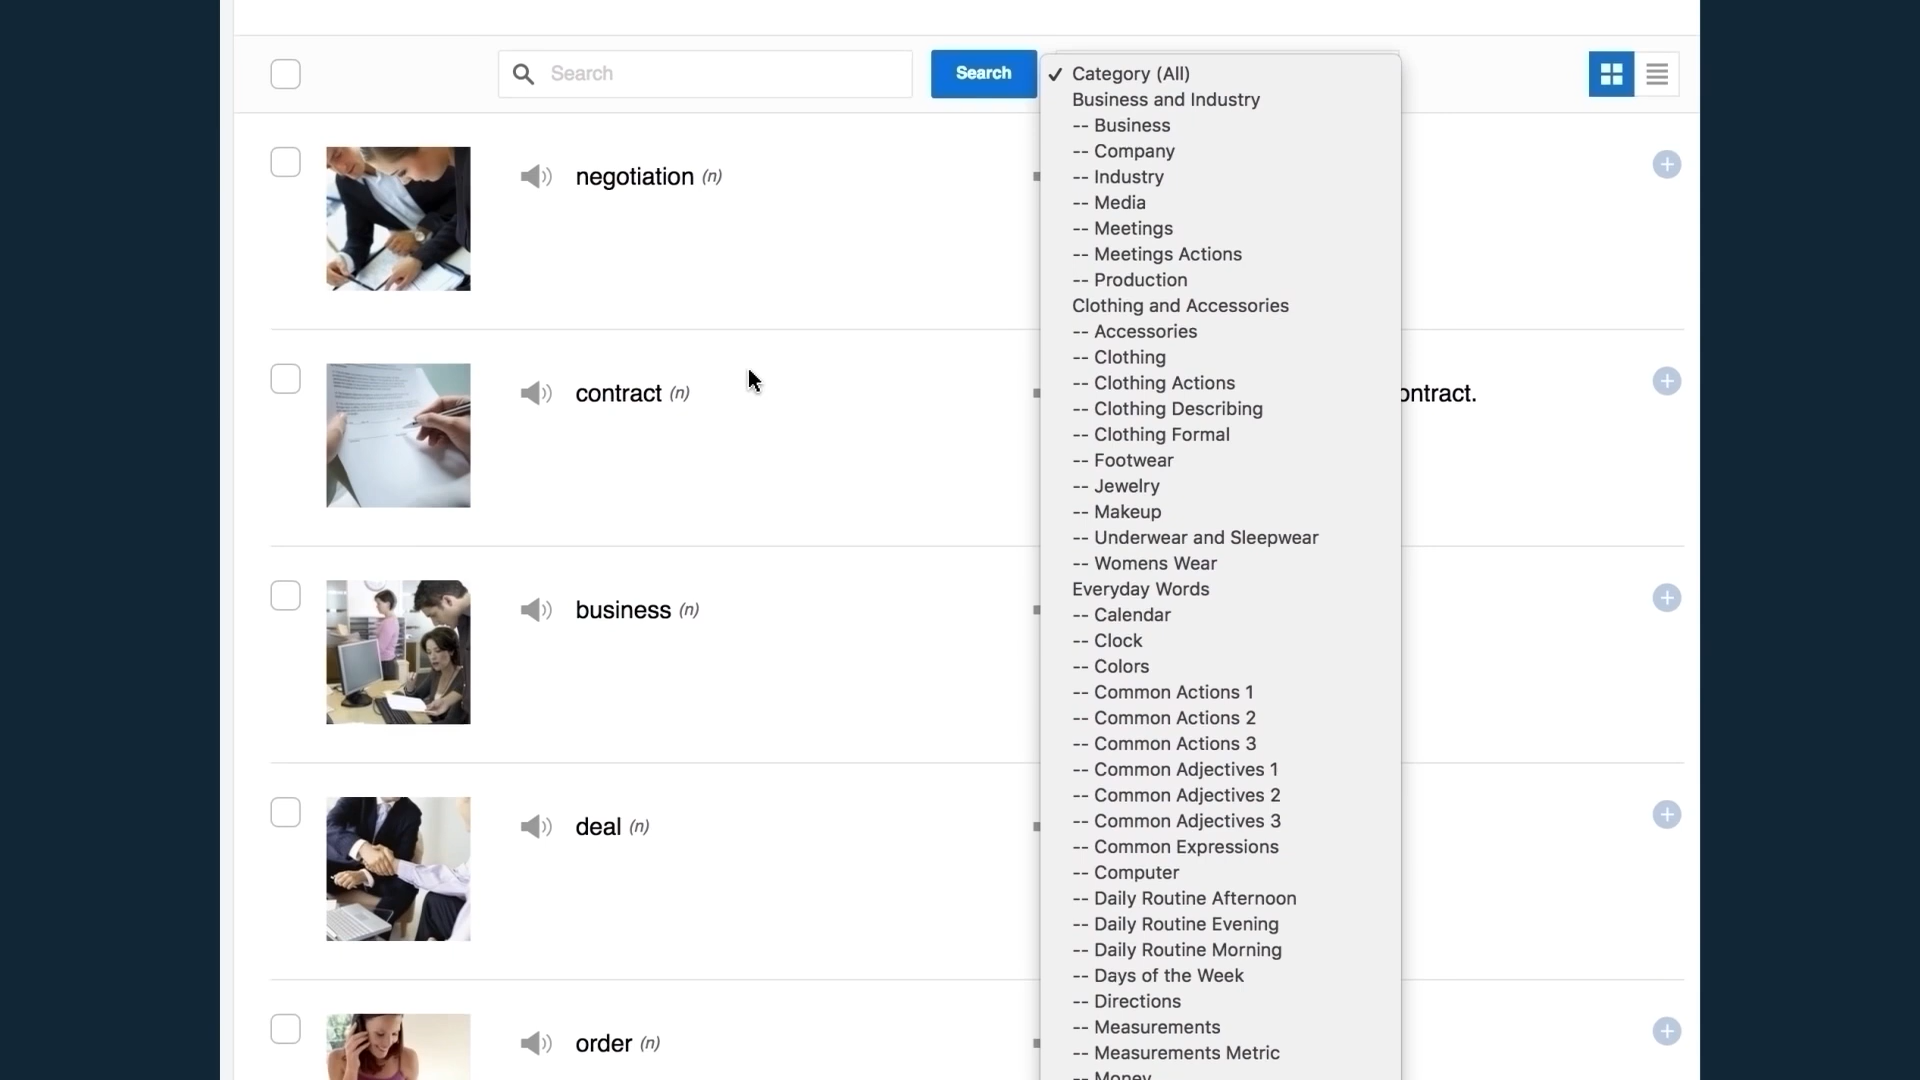 Search
Search
✓ Category (All)
Business and Industry
-- Business
-- Company
-- Industry
-- Media
-- Meetings
-- Meetings Actions
-- Production
Clothing and Accessories
-- Accessories
-- Clothing
-- Clothing Actions
-- Clothing Describing
-- Clothing Formal
-- Footwear
-- Jewelry
-- Makeup
-- Underwear and Sleepwear
-- Womens Wear
Everyday Words
-- Calendar
-- Clock
-- Colors
-- Common Actions 1
-- Common Actions 2
-- Common Actions 3
-- Common Adjectives 1
-- Common Adjectives 2
-- Common Adjectives 3
-- Common Expressions
-- Computer
-- Daily Routine Afternoon
-- Daily Routine Evening
-- Daily Routine Morning
-- Days of the Week
-- Directions
-- Measurements
-- Measurements Metric
-- Money
negotiation (n)
contract (n)
ontract.
business (n)
deal (n)
order (n)